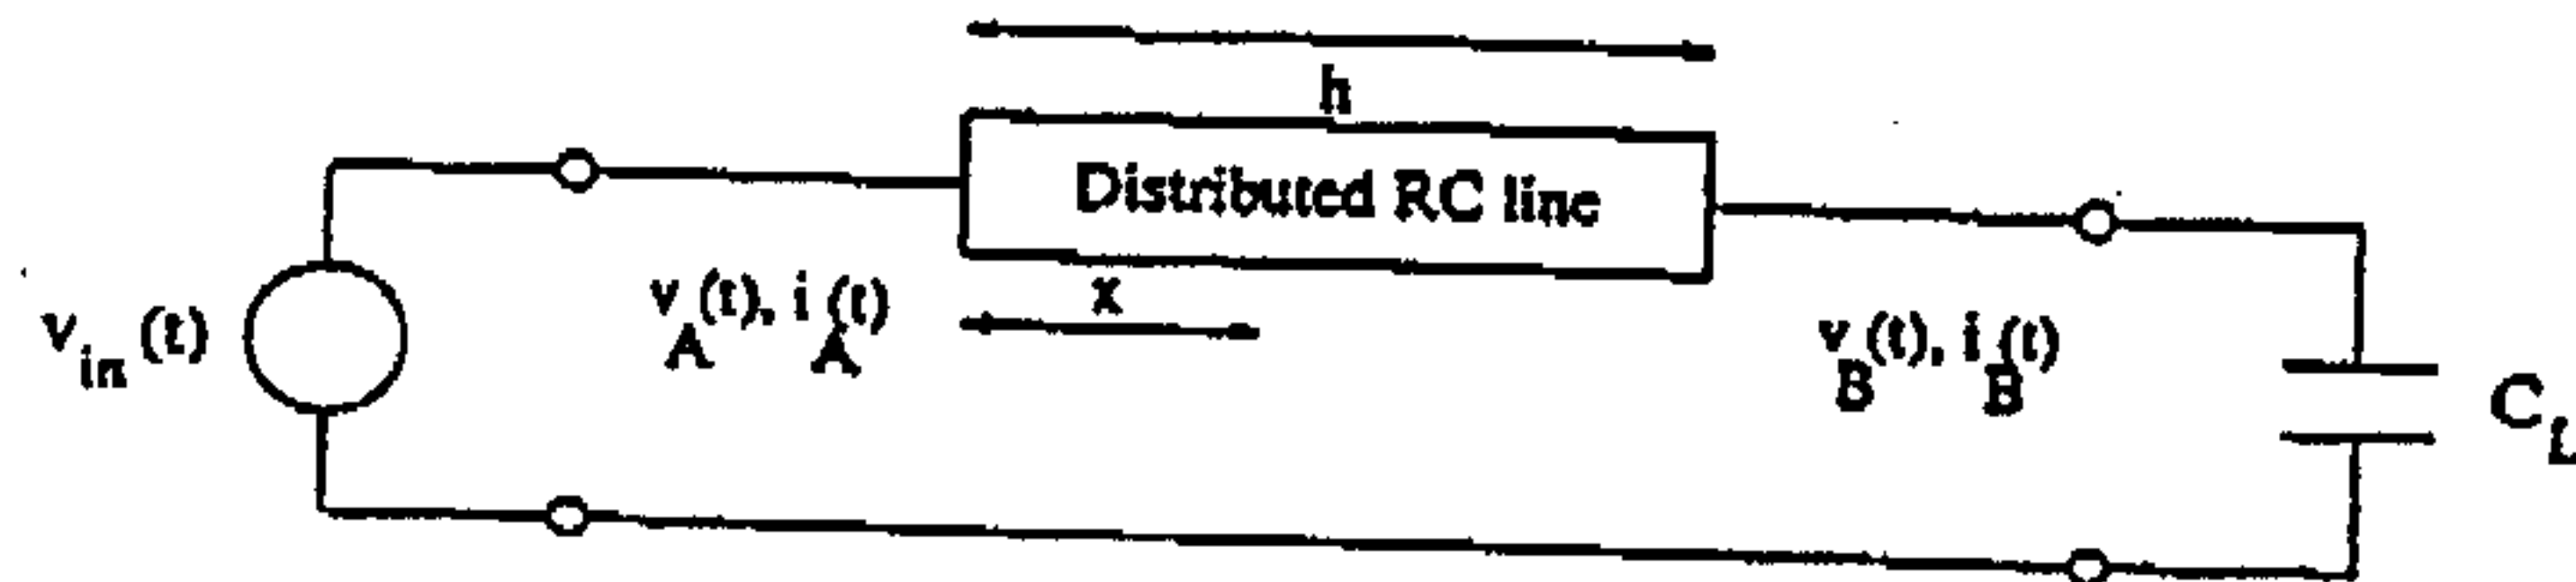 h
Distributed RC line
x
v_in (t)
v_A (t), i_A (t)
v_B (t), i_B (t)
C_L